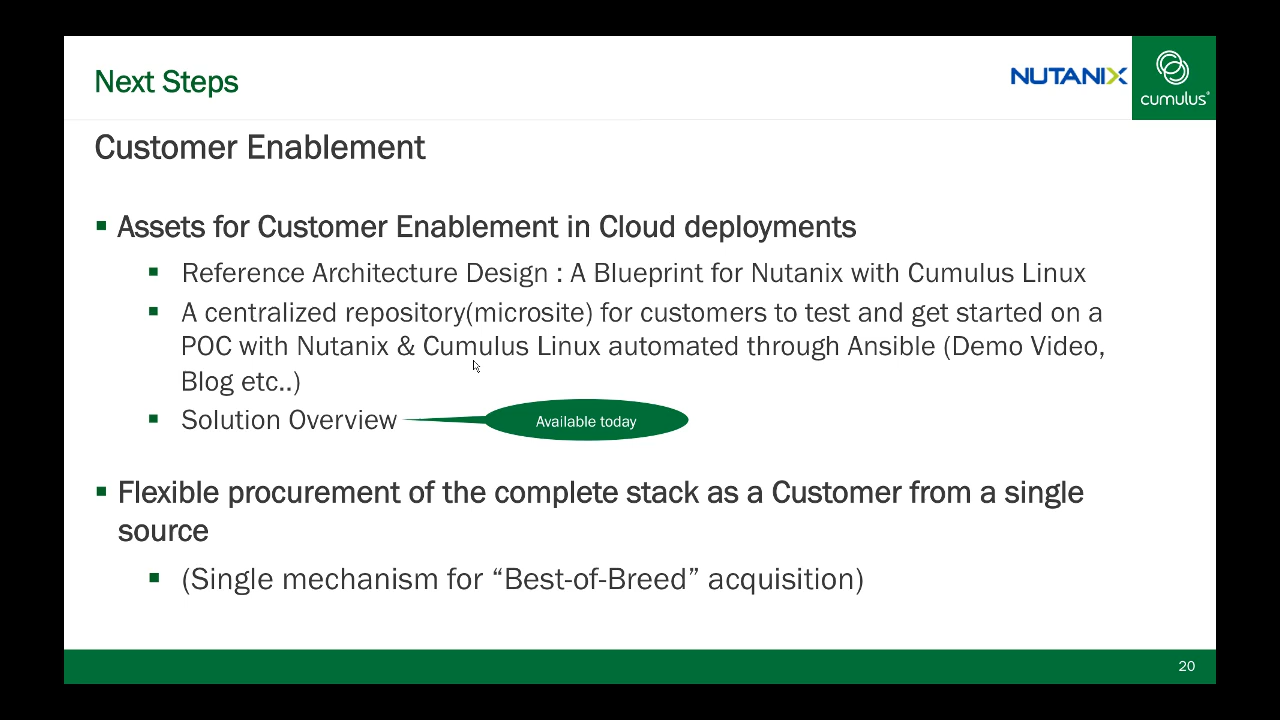 Next Steps
NUTANIX
cumulus®
Customer Enablement
Assets for Customer Enablement in Cloud deployments
Reference Architecture Design : A Blueprint for Nutanix with Cumulus Linux
A centralized repository(microsite) for customers to test and get started on a
POC with Nutanix & Cumulus Linux automated through Ansible (Demo Video,
Blog etc..)
Solution Overview
Available today
Flexible procurement of the complete stack as a Customer from a single
source
(Single mechanism for “Best-of-Breed” acquisition)
20